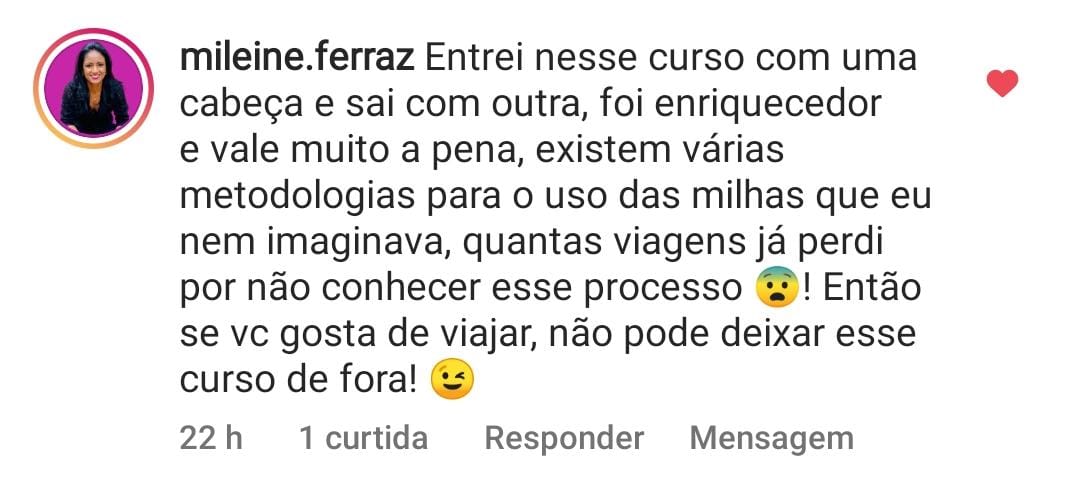 mileine.ferraz Entrei nesse curso com uma
cabeça e sai com outra, foi enriquecedor
e vale muito a pena, existem várias
metodologias para o uso das milhas que eu
nem imaginava, quantas viagens já perdi
por não conhecer esse processo 😨! Então
se vc gosta de viajar, não pode deixar esse
curso de fora! 😉
22 h 1 curtida Responder Mensagem